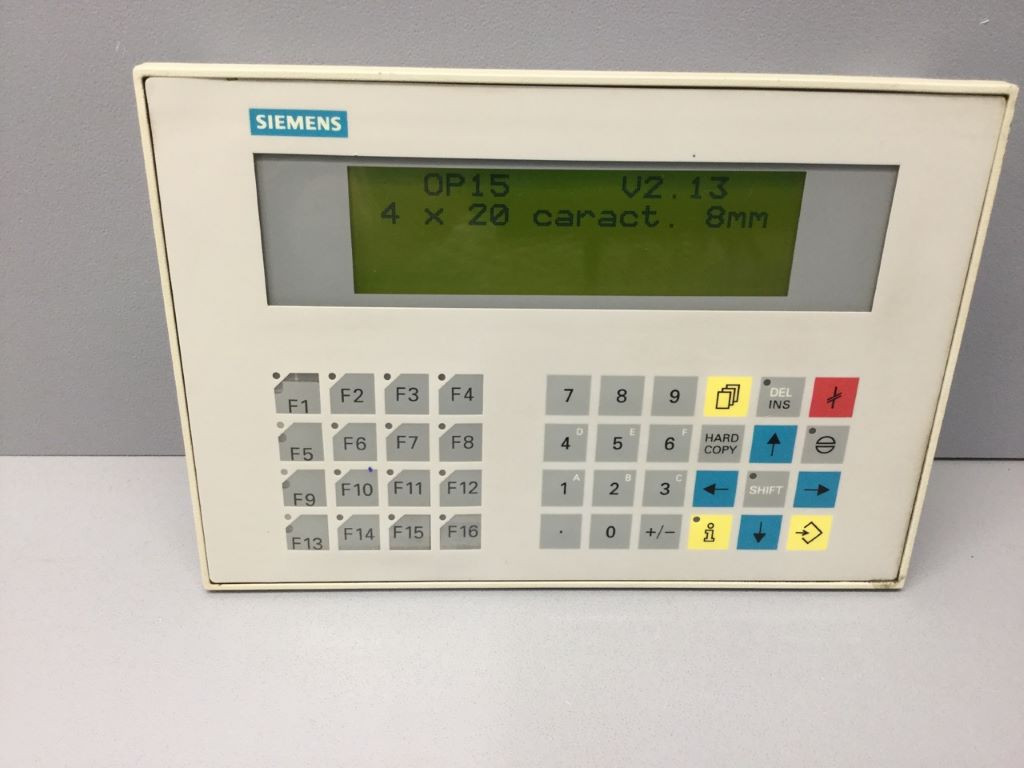 SIEMENS
OP15 V2.13
4 x 20 caract. 8mm
F1 F2 F3 F4
7 8 9 DEL INS
F5 F6 F7 F8
4 D 5 E 6 F HARD COPY
F9 F10 F11 F12
1 A 2 B 3 C SHIFT
F13 F14 F15 F16
. 0 +/− i